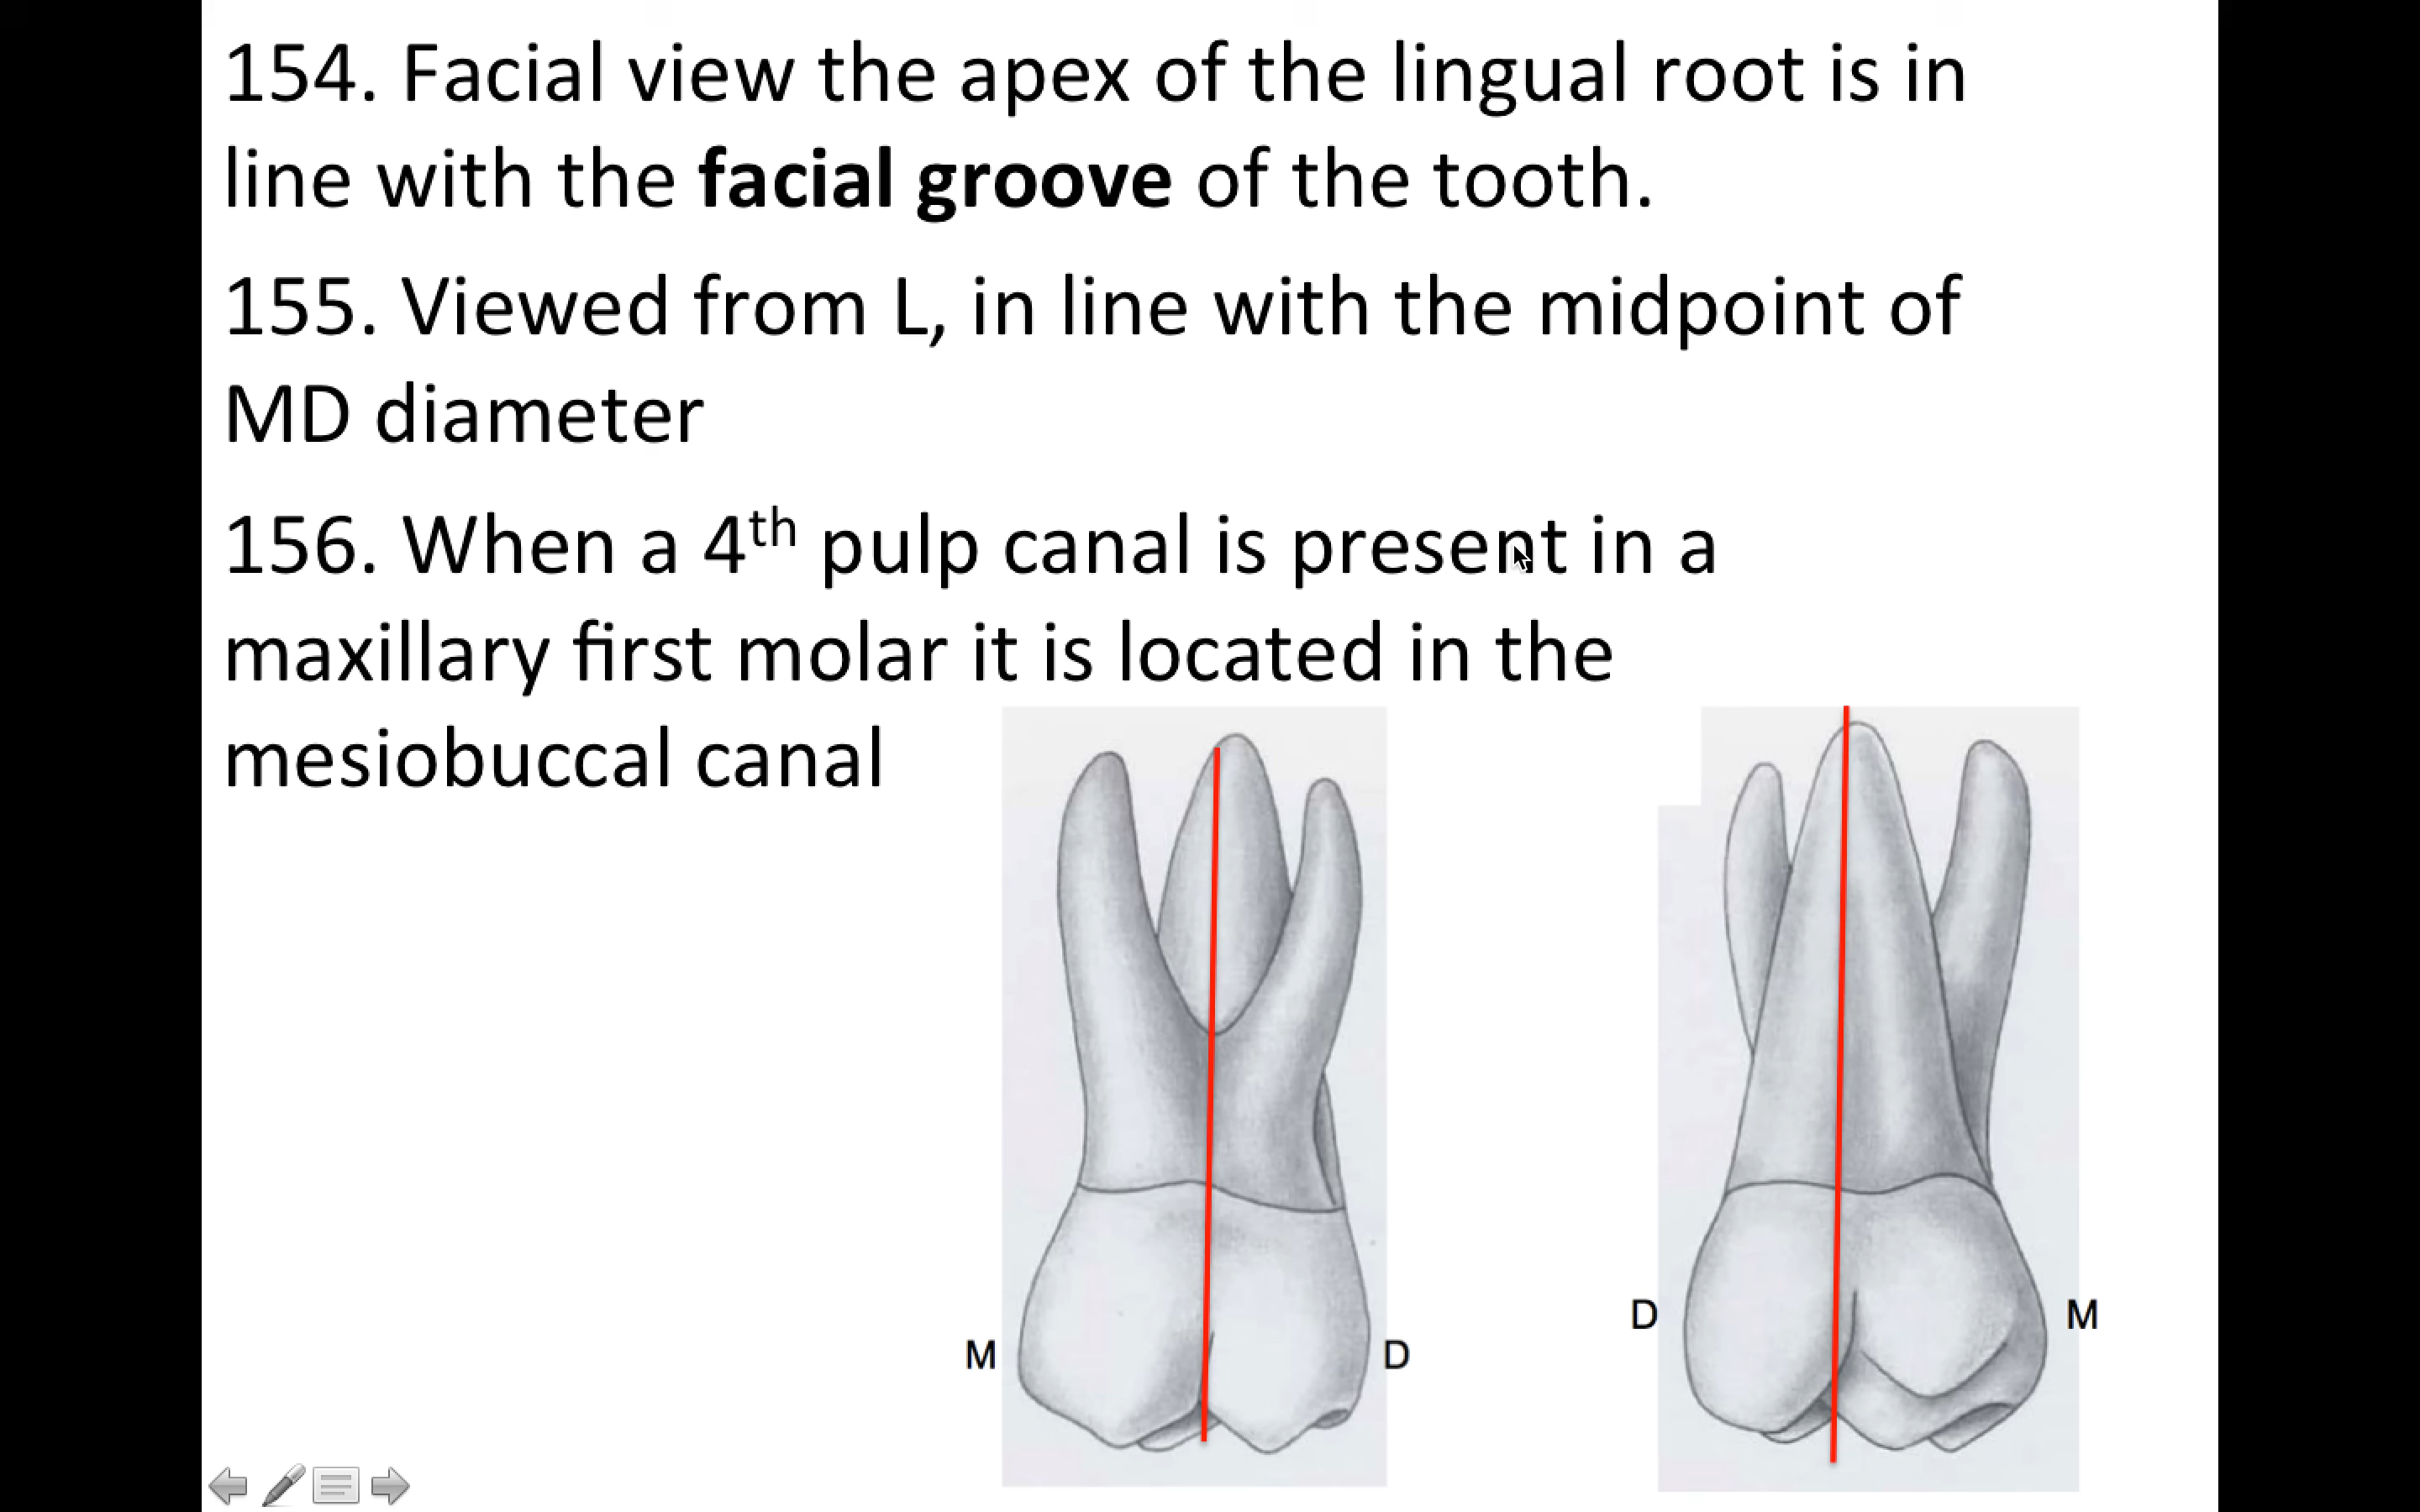 154. Facial view the apex of the lingual root is in
line with the facial groove of the tooth.
155. Viewed from L, in line with the midpoint of
MD diameter
156. When a 4th pulp canal is present in a
maxillary first molar it is located in the
mesiobuccal canal
M
D
D
M